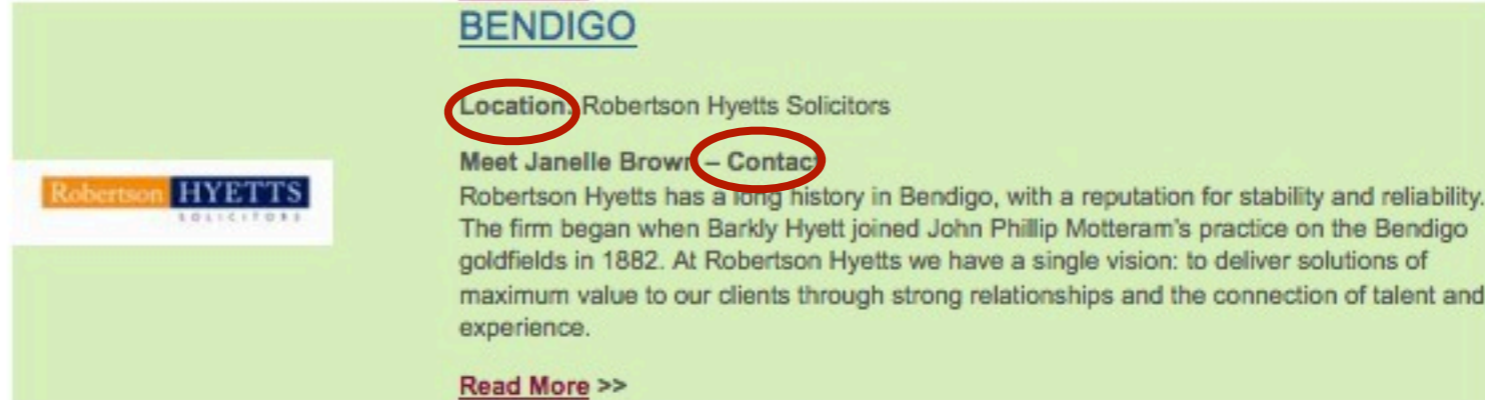 BENDIGO
Location: Robertson Hyetts Solicitors
Meet Janelle Brown – Contact
Robertson HYETTS
SOLICITORS
Robertson Hyetts has a long history in Bendigo, with a reputation for stability and reliability.
The firm began when Barkly Hyett joined John Phillip Motteram's practice on the Bendigo
goldfields in 1882. At Robertson Hyetts we have a single vision: to deliver solutions of
maximum value to our clients through strong relationships and the connection of talent and
experience.
Read More >>